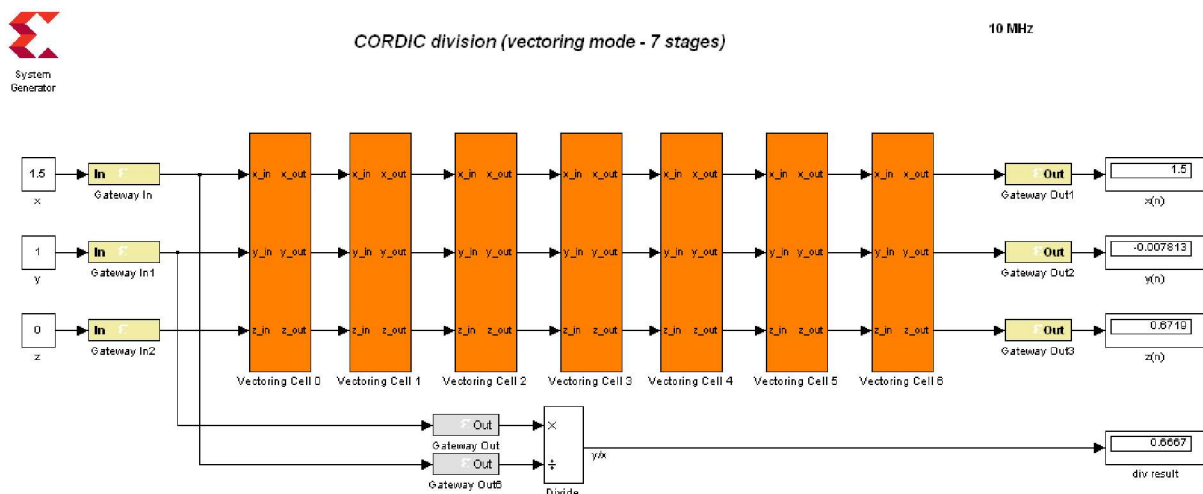 10 MHz
CORDIC division (vectoring mode - 7 stages)
System
Generator
1.5
x
In
Gateway In
1
y
In
Gateway In1
0
z
In
Gateway In2
x_in x_out
y_in y_out
z_in z_out
Vectoring Cell 0
x_in x_out
y_in y_out
z_in z_out
Vectoring Cell 1
x_in x_out
y_in y_out
z_in z_out
Vectoring Cell 2
x_in x_out
y_in y_out
z_in z_out
Vectoring Cell 3
x_in x_out
y_in y_out
z_in z_out
Vectoring Cell 4
x_in x_out
y_in y_out
z_in z_out
Vectoring Cell 5
x_in x_out
y_in y_out
z_in z_out
Vectoring Cell 6
Out
Gateway Out1
1.5
x(n)
Out
Gateway Out2
-0.007813
y(n)
Out
Gateway Out3
0.6719
z(n)
Out
Gateway Out
Out
Gateway Out5
×
÷
Divide
y/x
0.6667
div result